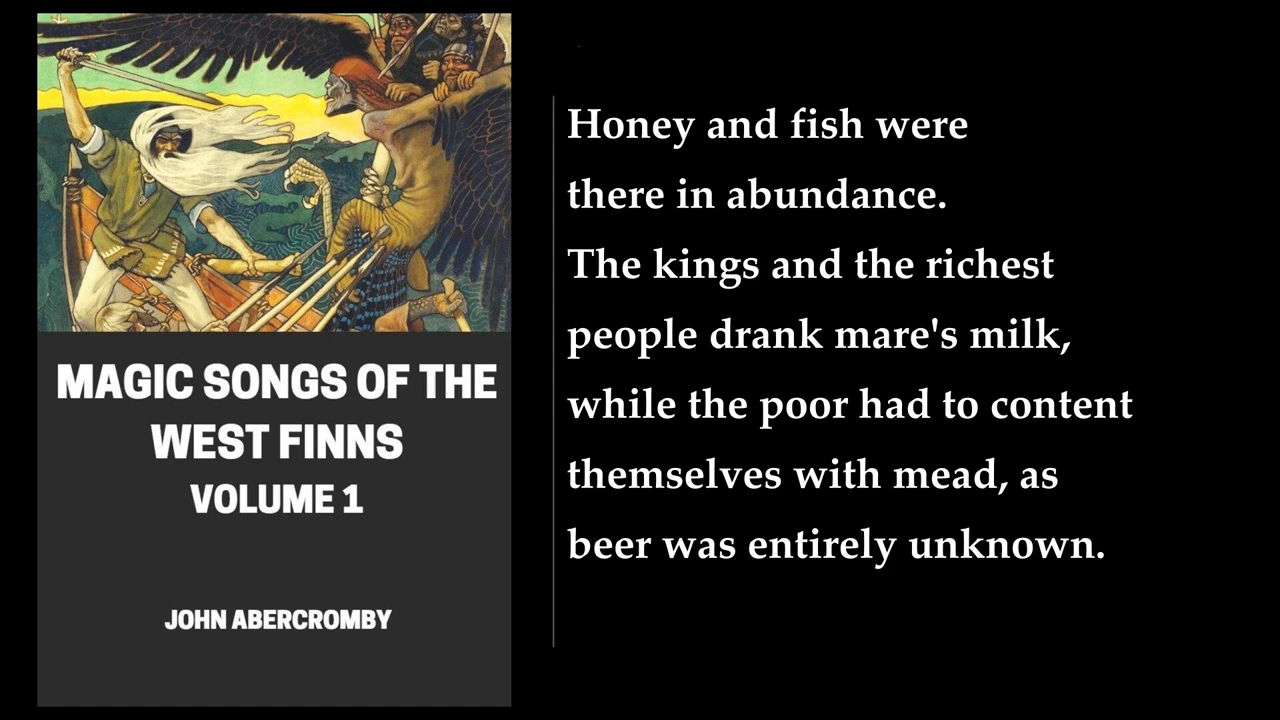 MAGIC SONGS OF THE
WEST FINNS
VOLUME 1
JOHN ABERCROMBY
Honey and fish were
there in abundance.
The kings and the richest
people drank mare's milk,
while the poor had to content
themselves with mead, as
beer was entirely unknown.